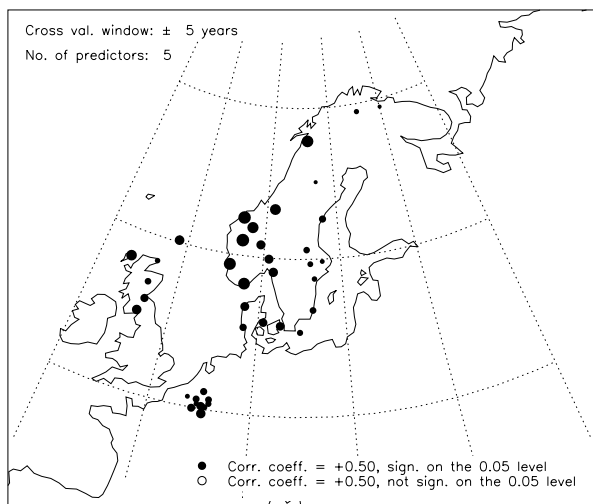 Cross val. window: ± 5 years
No. of predictors: 5
Corr. coeff. = +0.50, sign. on the 0.05 level
Corr. coeff. = +0.50, not sign. on the 0.05 level